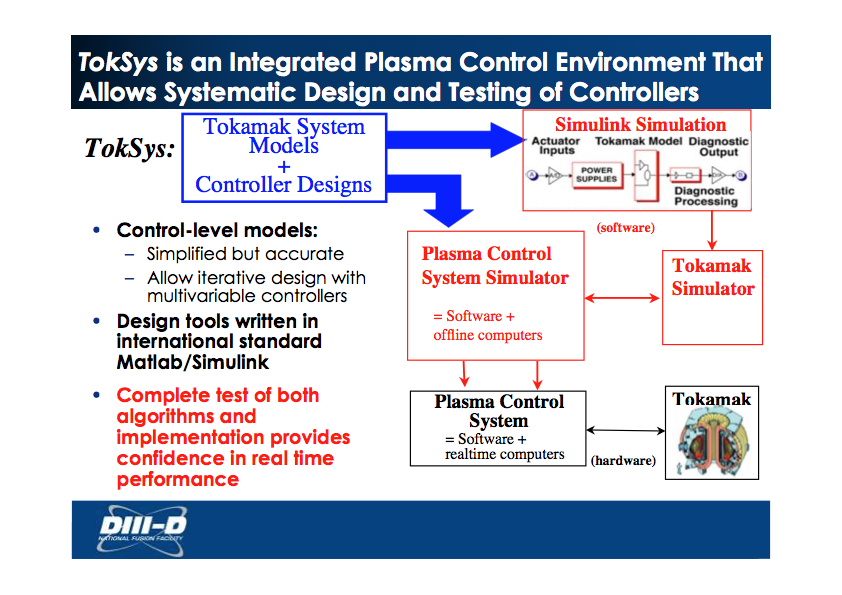 TokSys is an Integrated Plasma Control Environment That
Allows Systematic Design and Testing of Controllers
TokSys:
Tokamak System
Models
+
Controller Designs
Simulink Simulation
Actuator
Inputs
Tokamak Model
Diagnostic
Output
A
A/D
POWER
SUPPLIES
D
Diagnostic
Processing
(software)
• Control-level models:
– Simplified but accurate
– Allow iterative design with
multivariable controllers
• Design tools written in
international standard
Matlab/Simulink
• Complete test of both
algorithms and
implementation provides
confidence in real time
performance
Plasma Control
System Simulator
= Software +
offline computers
Tokamak
Simulator
Plasma Control
System
= Software +
realtime computers
(hardware)
Tokamak
DIII-D
NATIONAL FUSION FACILITY